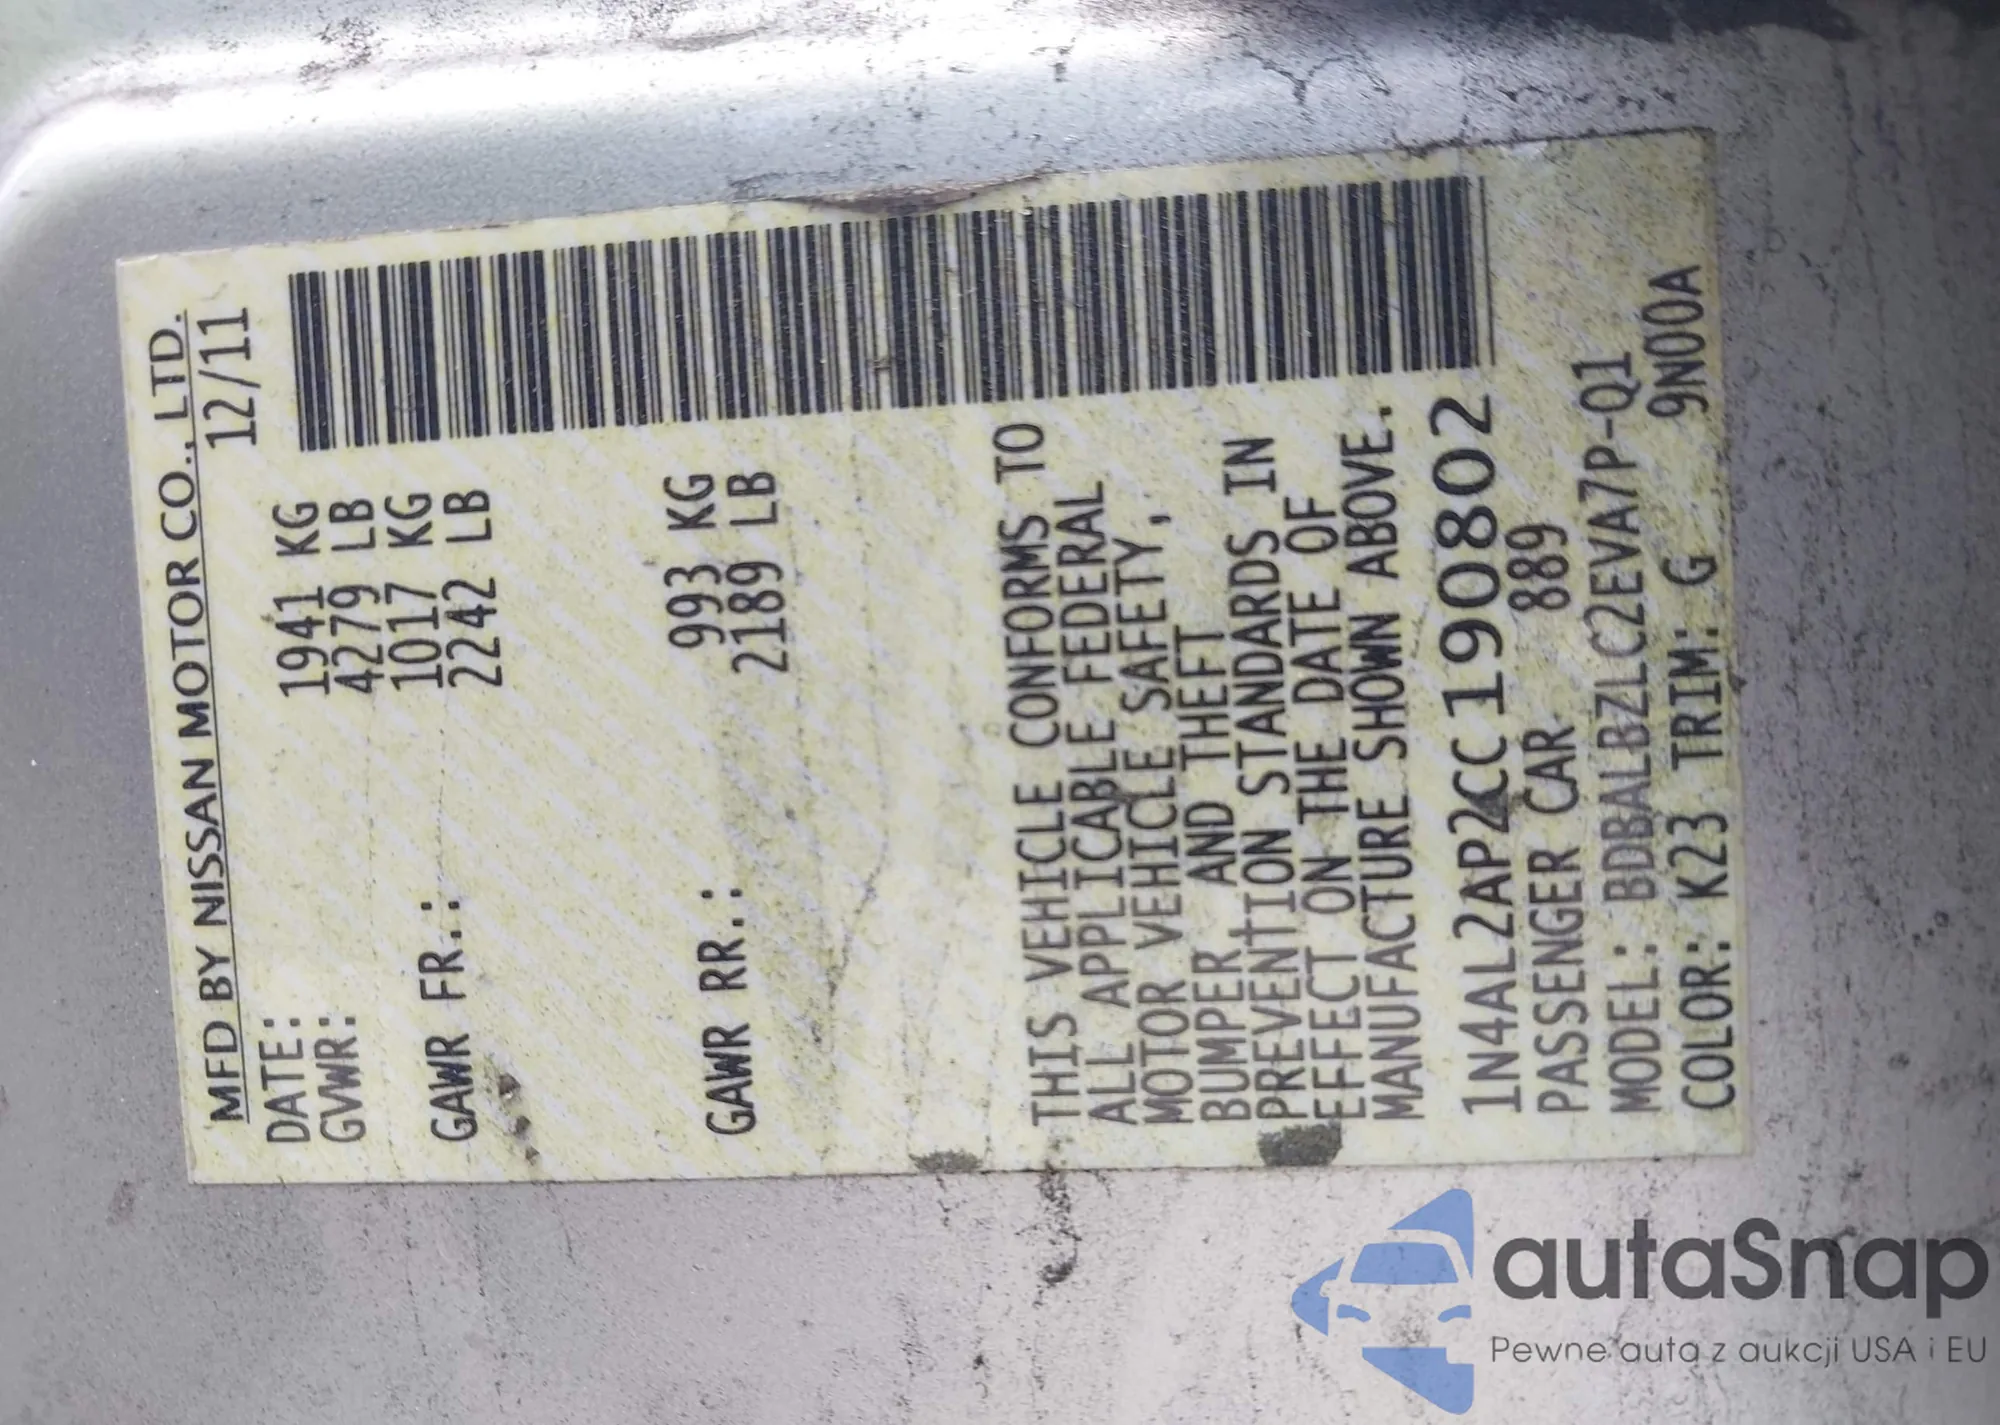 MFD BY NISSAN MOTOR CO., LTD.
DATE: 12/11
GVWR: 1941 KG
4279 LB
GAWR FR.: 1017 KG
2242 LB
GAWR RR.: 993 KG
2189 LB
THIS VEHICLE CONFORMS TO
ALL APPLICABLE FEDERAL
MOTOR VEHICLE SAFETY,
BUMPER AND THEFT
PREVENTION STANDARDS IN
EFFECT ON THE DATE OF
MANUFACTURE SHOWN ABOVE.
1N4AL2AP2CC190802
PASSENGER CAR 889
MODEL: BDBALBZLC2EVA7P-Q1
COLOR: K23 TRIM: G 9N00A
autaSnap
Pewne auta z aukcji USA i EU